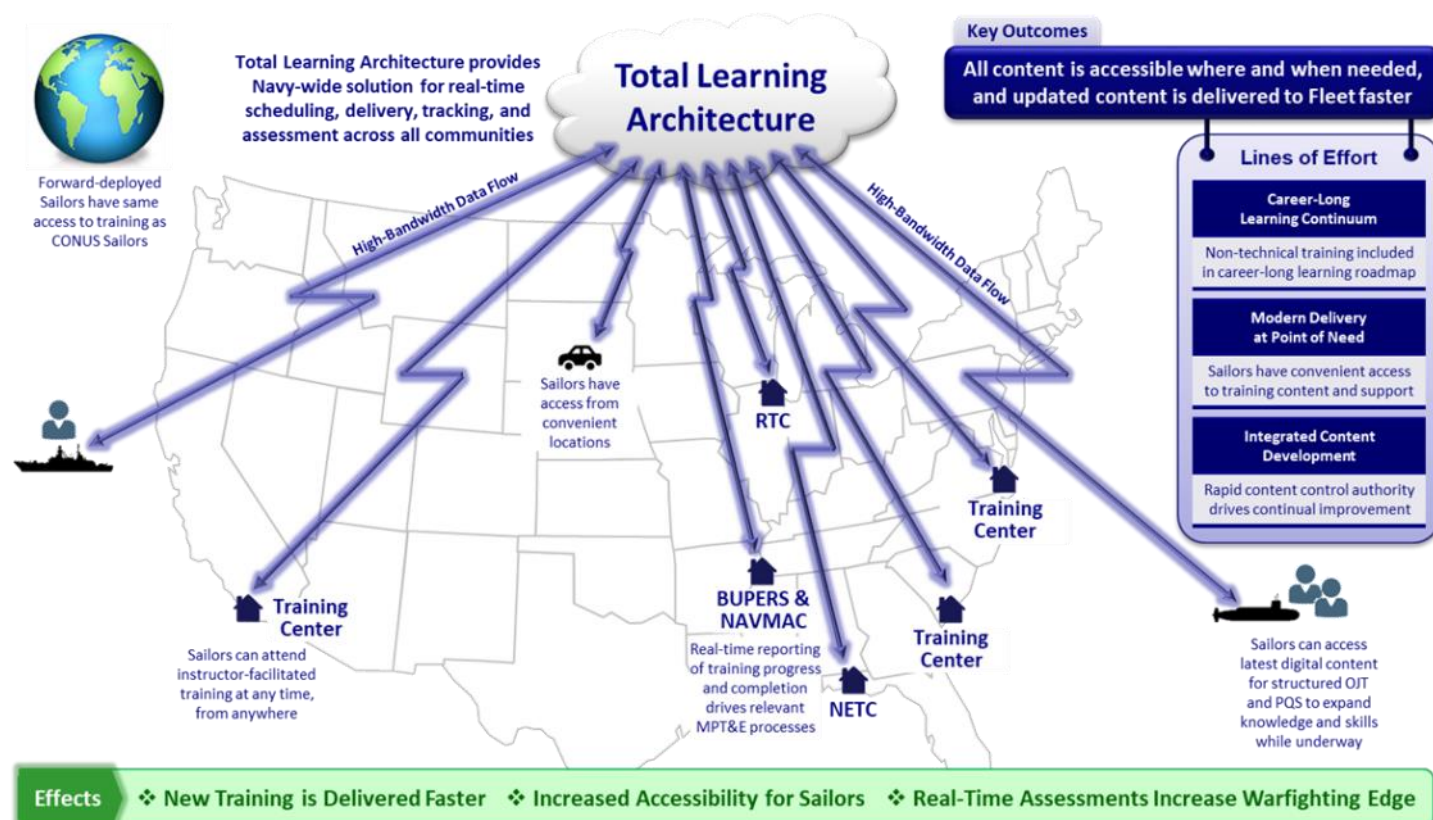 Total Learning Architecture provides
Navy-wide solution for real-time
scheduling, delivery, tracking, and
assessment across all communities
Total Learning
Architecture
Key Outcomes
All content is accessible where and when needed,
and updated content is delivered to Fleet faster
Forward-deployed
Sailors have same
access to training as
CONUS Sailors
High-Bandwidth Data Flow
High-Bandwidth Data Flow
Lines of Effort
Career-Long
Learning Continuum
Non-technical training included
in career-long learning roadmap
Modern Delivery
at Point of Need
Sailors have convenient access
to training content and support
Integrated Content
Development
Rapid content control authority
drives continual improvement
Sailors have
access from
convenient
locations
RTC
Training
Center
Training
Center
Sailors can attend
instructor-facilitated
training at any time,
from anywhere
BUPERS &
NAVMAC
Real-time reporting
of training progress
and completion
drives relevant
MPT&E processes
NETC
Training
Center
Sailors can access
latest digital content
for structured OJT
and PQS to expand
knowledge and skills
while underway
Effects
❖ New Training is Delivered Faster ❖ Increased Accessibility for Sailors ❖ Real-Time Assessments Increase Warfighting Edge